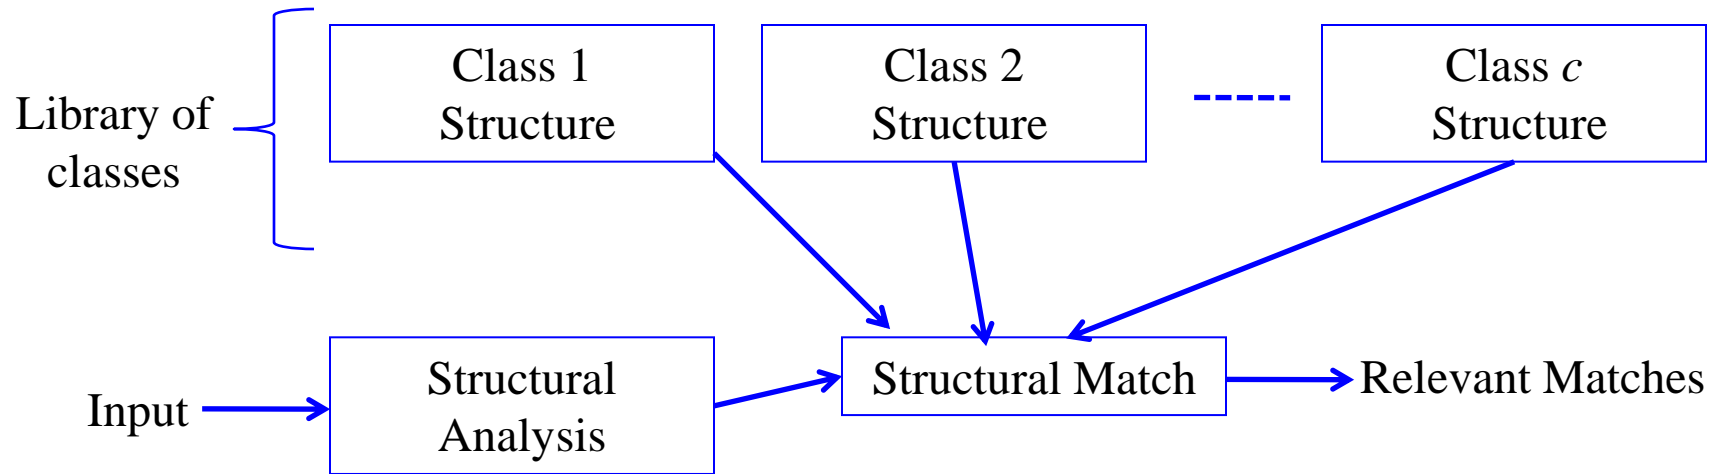 Library of
classes
Class 1
Structure
Class 2
Structure
Class c
Structure
Input
Structural
Analysis
Structural Match
Relevant Matches